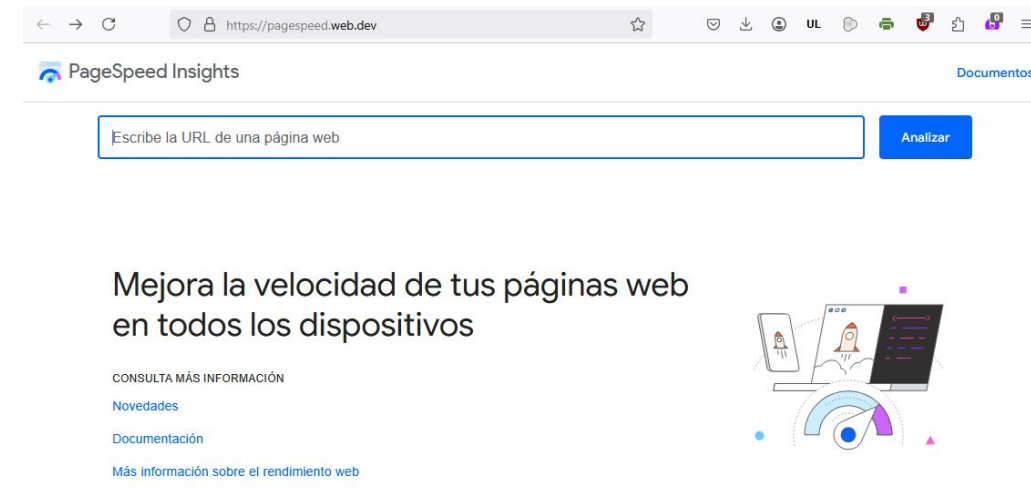 https://pagespeed.web.dev
UL
3
0
PageSpeed Insights
Documentos
Escribe la URL de una página web
Analizar
Mejora la velocidad de tus páginas web
en todos los dispositivos
CONSULTA MÁS INFORMACIÓN
Novedades
Documentación
Más información sobre el rendimiento web